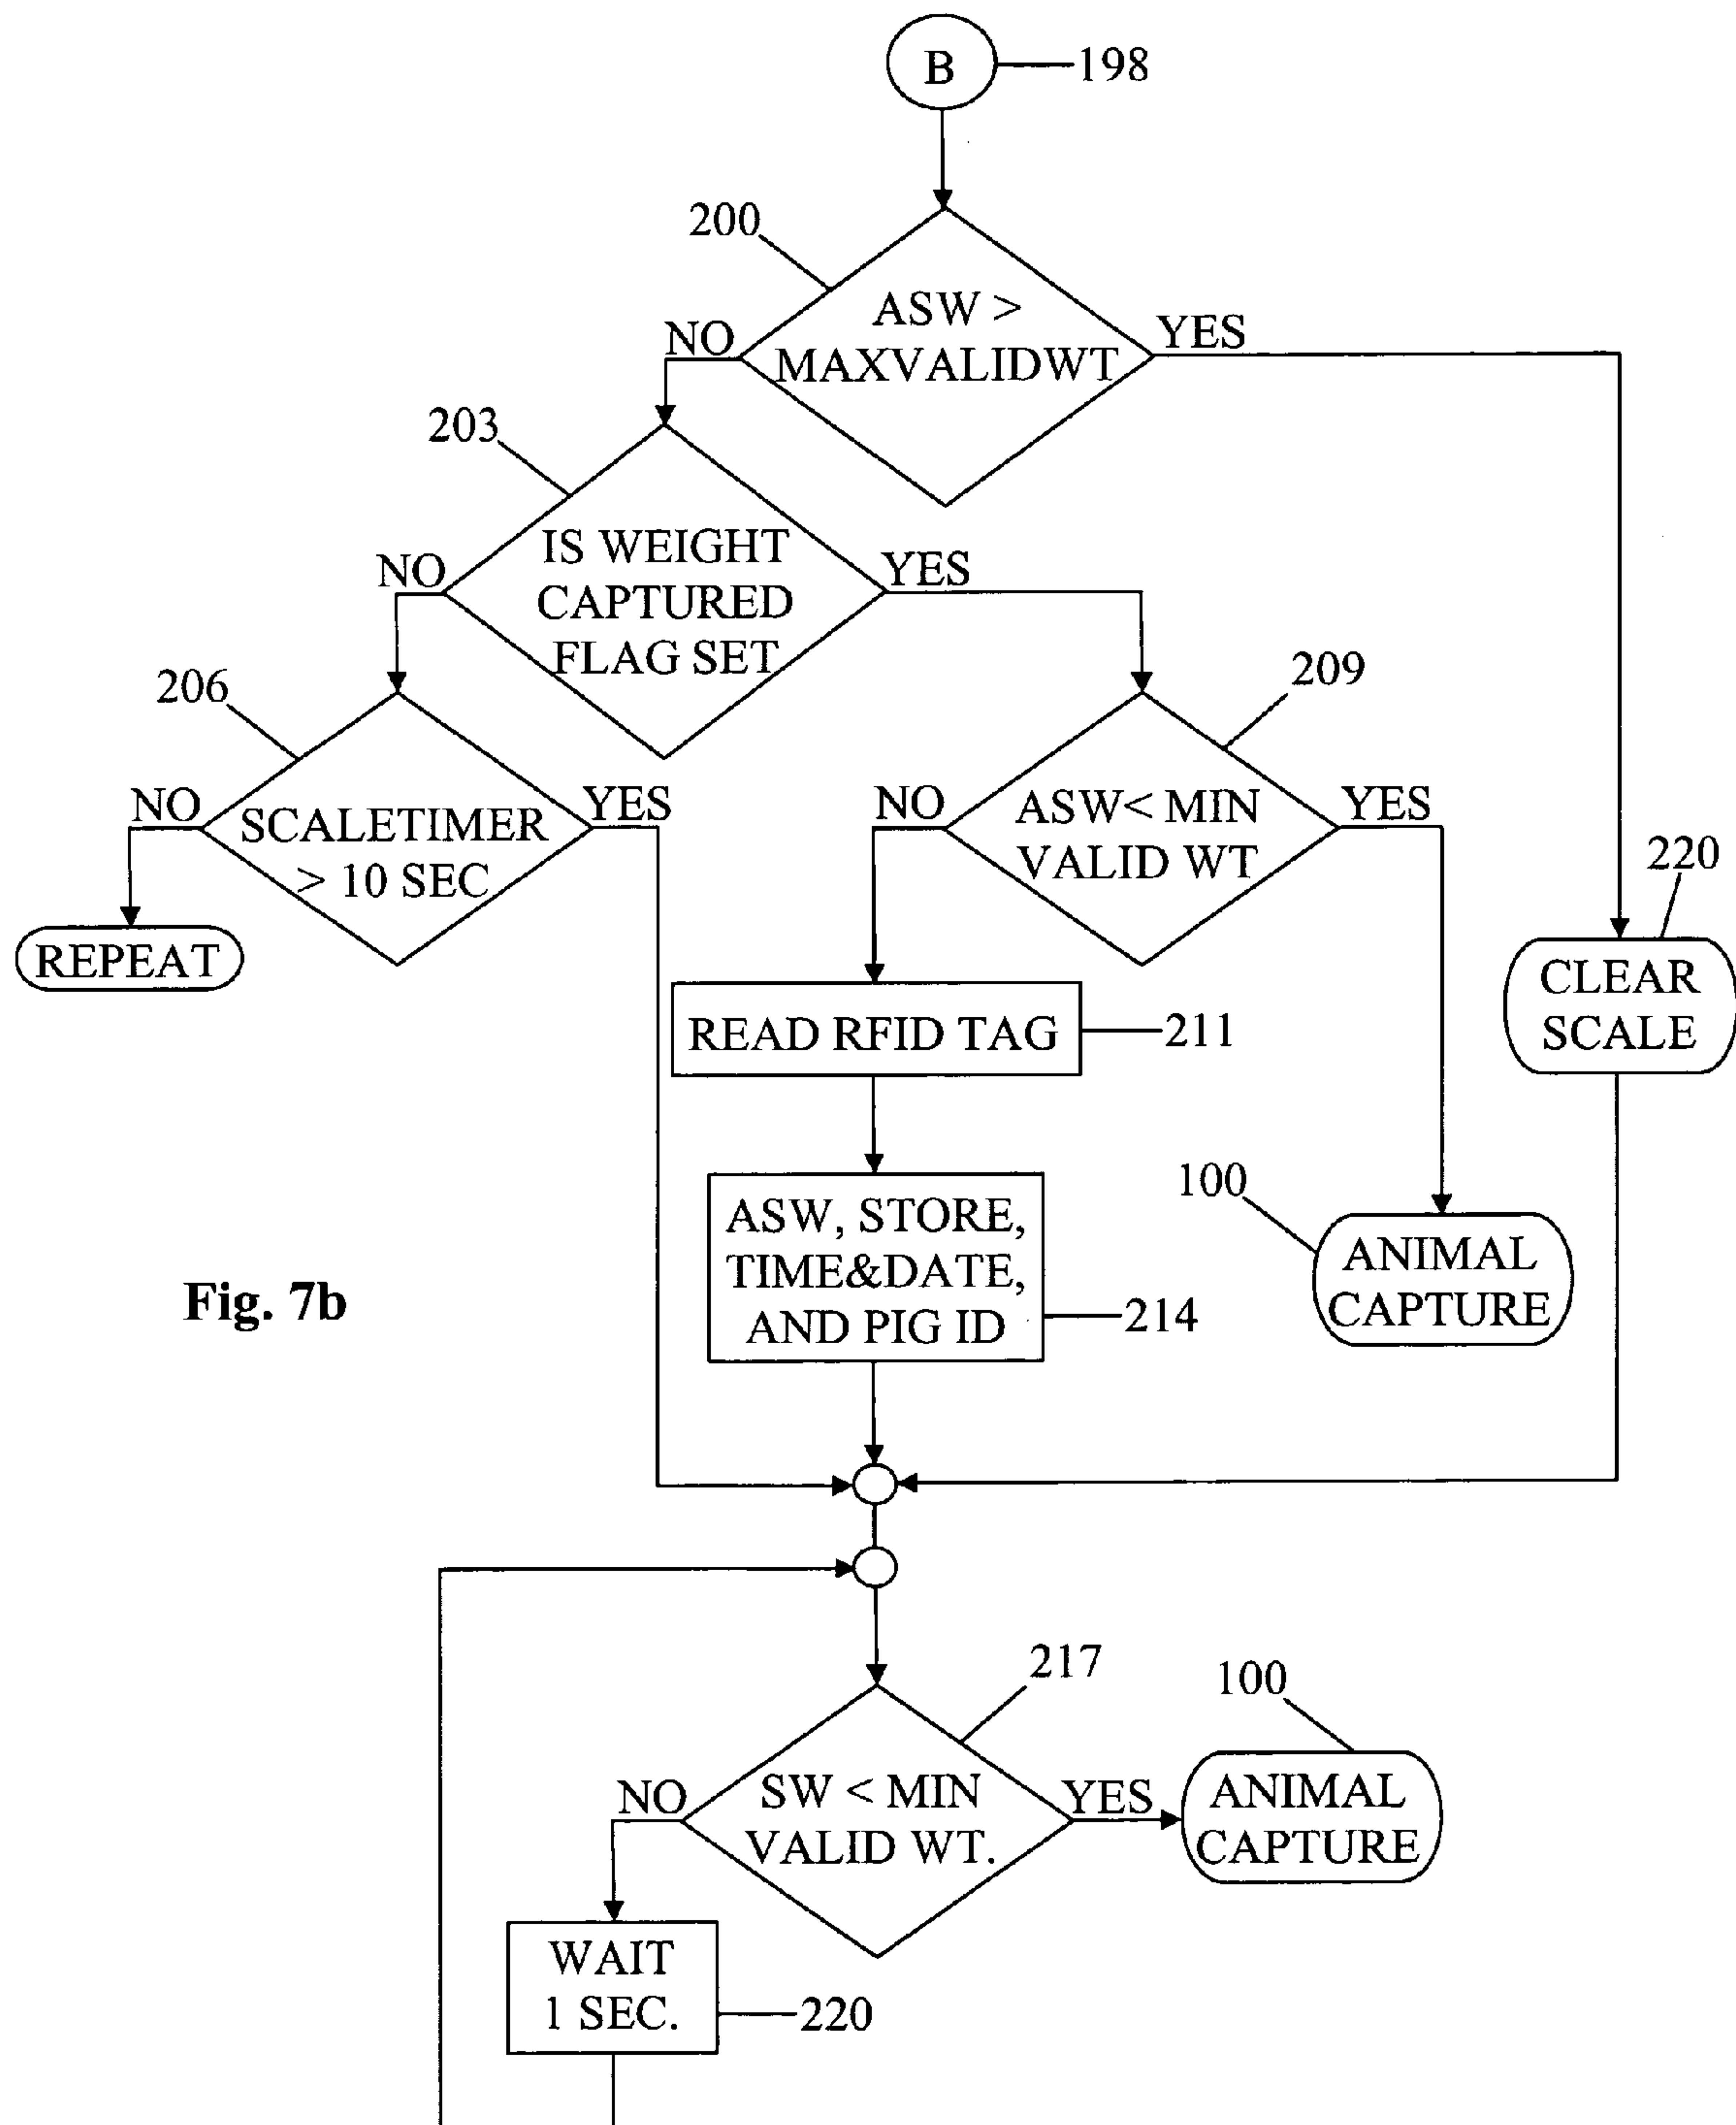 B
198
200
ASW >
MAXVALIDWT
NO
YES
203
IS WEIGHT
CAPTURED
FLAG SET
NO
YES
206
209
SCALETIMER
> 10 SEC
NO
YES
ASW< MIN
VALID WT
NO
YES
220
REPEAT
CLEAR
SCALE
READ RFID TAG
211
100
ANIMAL
CAPTURE
ASW, STORE,
TIME&DATE,
AND PIG ID
214
Fig. 7b
217
100
SW < MIN
VALID WT.
NO
YES
ANIMAL
CAPTURE
WAIT
1 SEC.
220